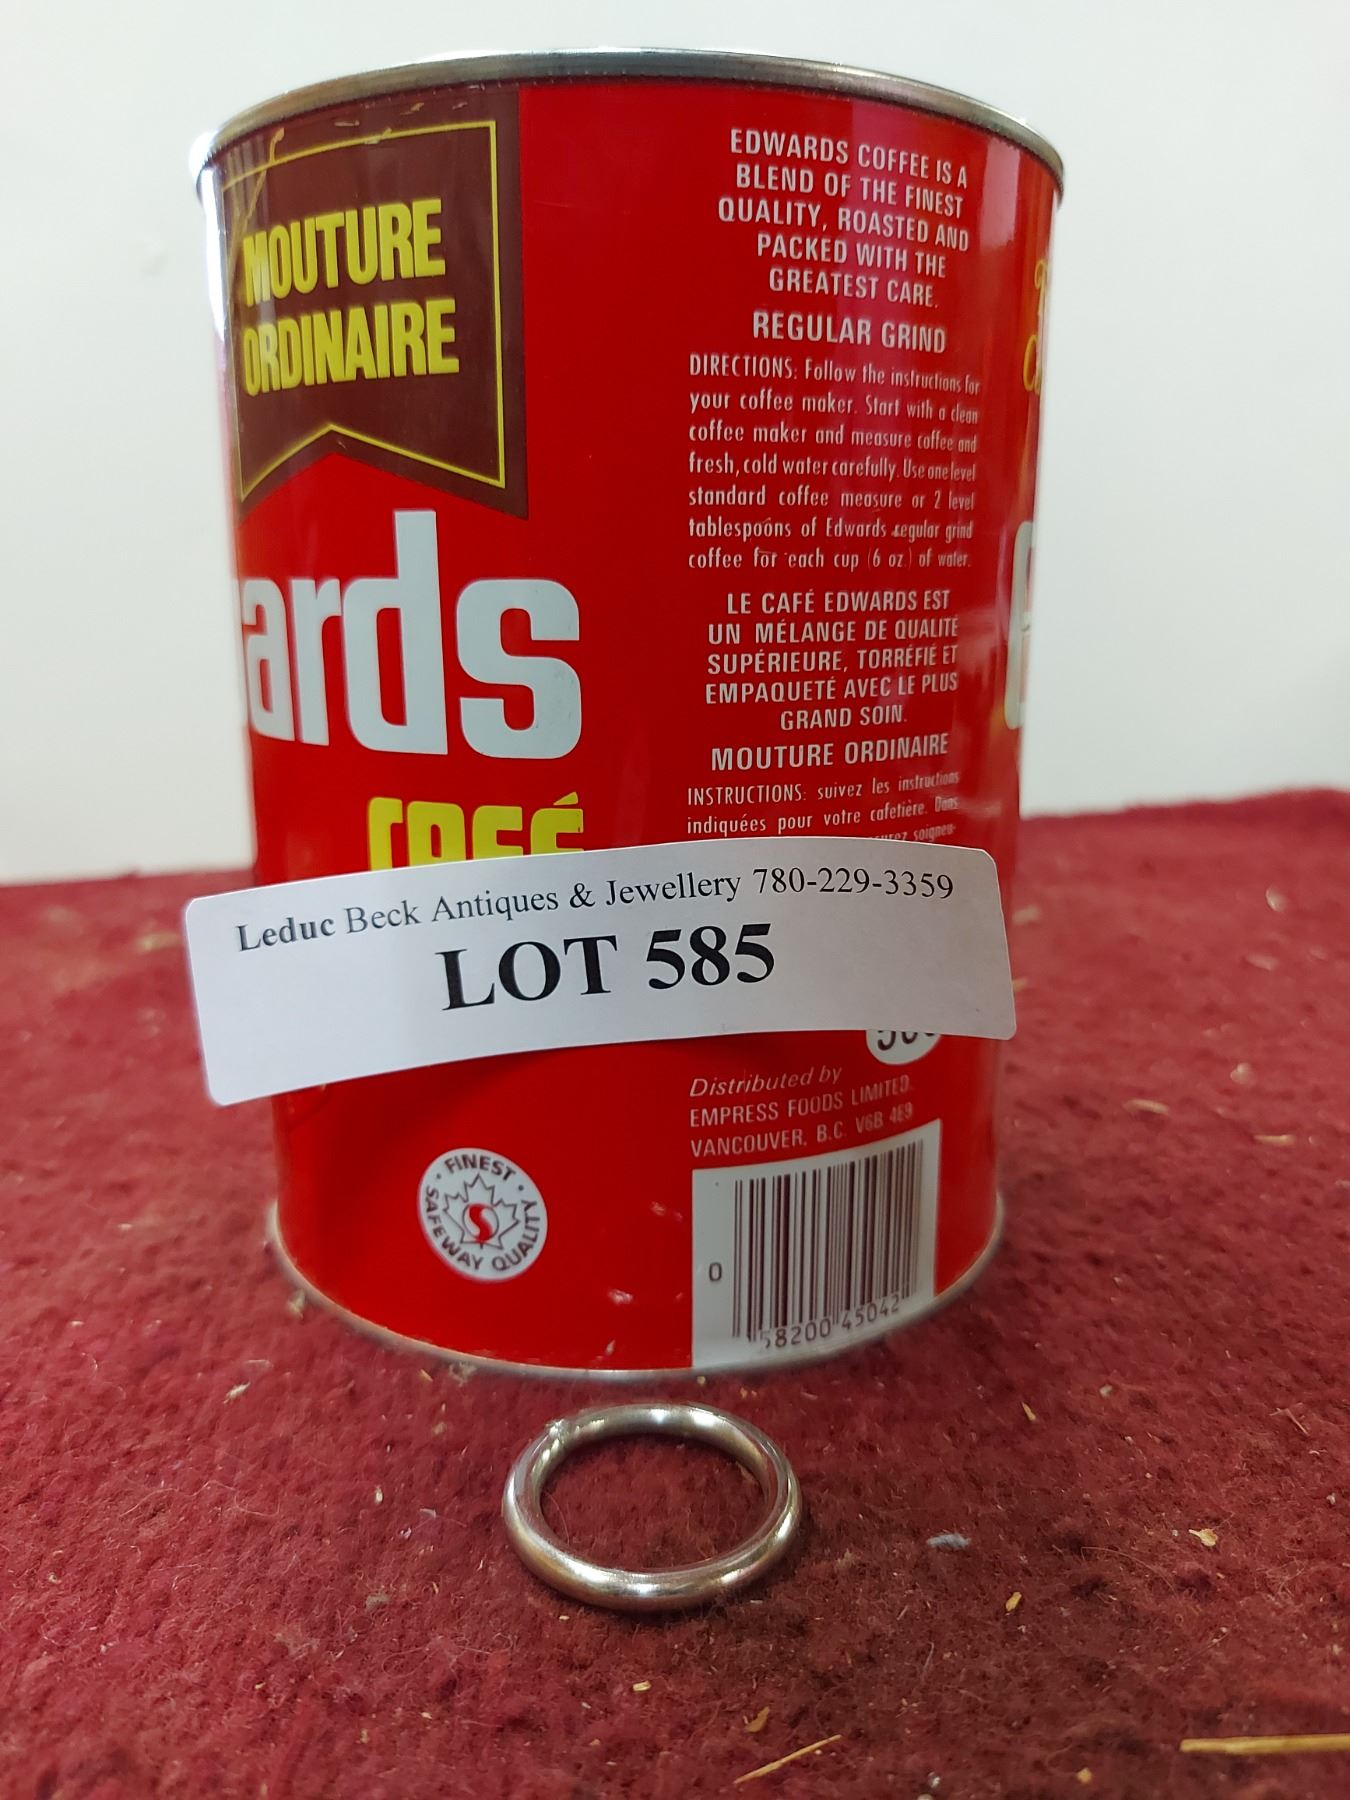 MOUTURE
ORDINAIRE
ards
CAFÉ
EDWARDS COFFEE IS A
BLEND OF THE FINEST
QUALITY, ROASTED AND
PACKED WITH THE
GREATEST CARE.
REGULAR GRIND
DIRECTIONS: Follow the instructions for
your coffee maker. Start with a clean
coffee maker and measure coffee and
fresh, cold water carefully. Use one level
standard coffee measure or 2 level
tablespoons of Edwards regular grind
coffee for each cup (6 oz.) of water.
LE CAFÉ EDWARDS EST
UN MÉLANGE DE QUALITÉ
SUPÉRIEURE, TORRÉFIÉ ET
EMPAQUETÉ AVEC LE PLUS
GRAND SOIN.
MOUTURE ORDINAIRE
INSTRUCTIONS: suivez les instructions
indiquées pour votre cafetière. Dans
Leduc Beck Antiques & Jewellery 780-229-3359
LOT 585
Distributed by
EMPRESS FOODS LIMITED.
VANCOUVER, B.C. V6B 4E9
FINEST
SAFEWAY QUALITY
0
58200 45042